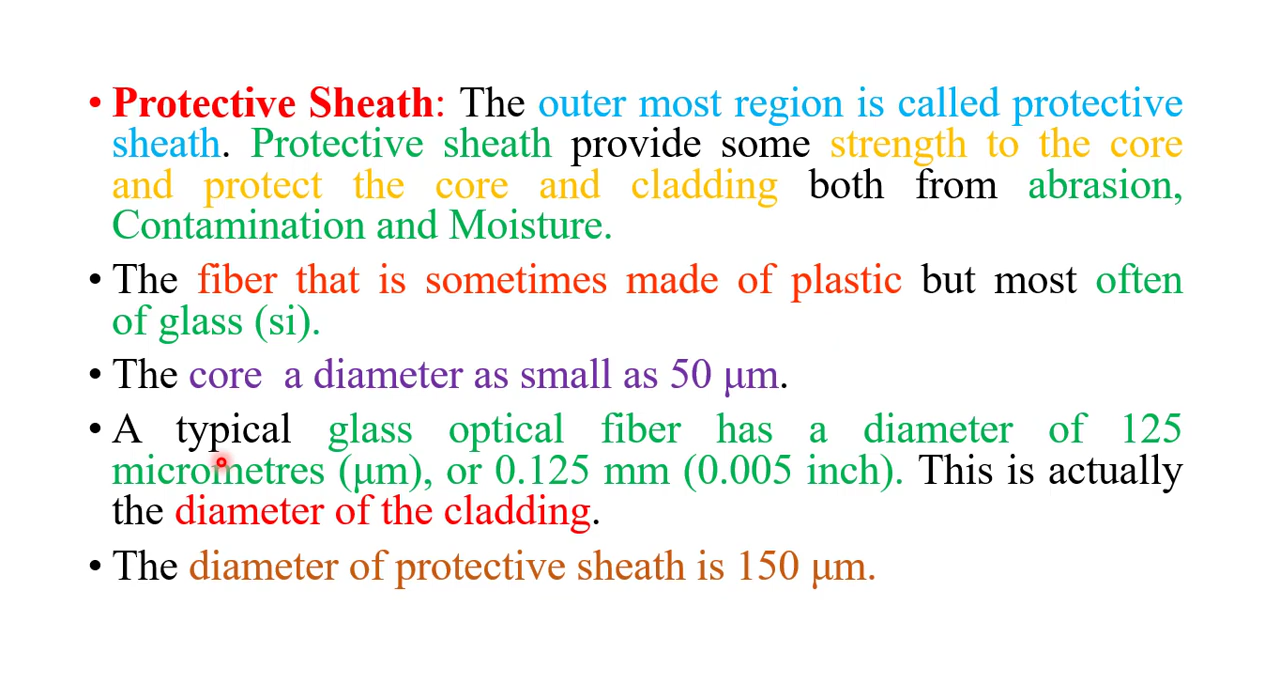 • Protective Sheath: The outer most region is called protective
sheath. Protective sheath provide some strength to the core
and protect the core and cladding both from abrasion,
Contamination and Moisture.
• The fiber that is sometimes made of plastic but most often
of glass (si).
• The core  a diameter as small as 50 μm.
• A typical glass optical fiber has a diameter of 125
micrometres (μm), or 0.125 mm (0.005 inch). This is actually
the diameter of the cladding.
• The diameter of protective sheath is 150 μm.